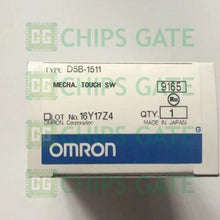 CHIPS GATE
TYPE D5B-1511
MECHA. TOUCH SW
9165
No
LOT No. 16Y17Z4
QTY. 1
OMRON Corporation
MADE IN JAPAN
G
OMRON